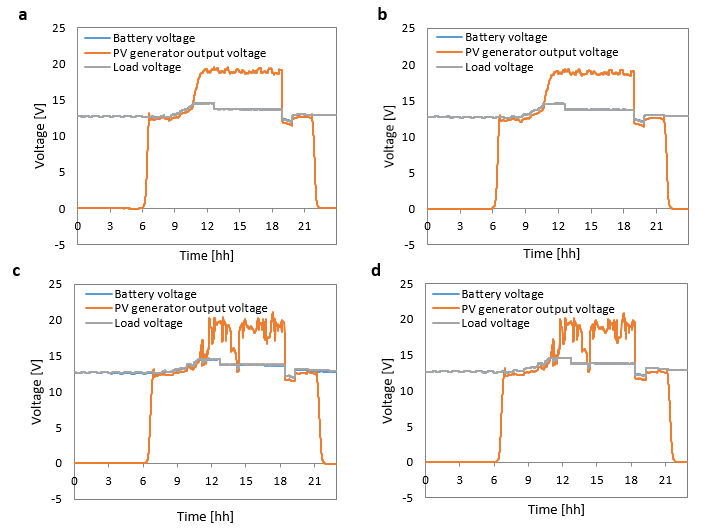 a
25
20
15
10
5
0
-5
Voltage [V]
Battery voltage
PV generator output voltage
Load voltage
0 3 6 9 12 15 18 21
Time [hh]
b
25
20
15
10
5
0
-5
Voltage [V]
Battery voltage
PV generator output voltage
Load voltage
0 3 6 9 12 15 18 21
Time [hh]
c
25
20
15
10
5
0
-5
Voltage [V]
Battery voltage
PV generator output voltage
Load voltage
0 3 6 9 12 15 18 21
Time [hh]
d
25
20
15
10
5
0
-5
Voltage [V]
Battery voltage
PV generator output voltage
Load voltage
0 3 6 9 12 15 18 21
Time [hh]